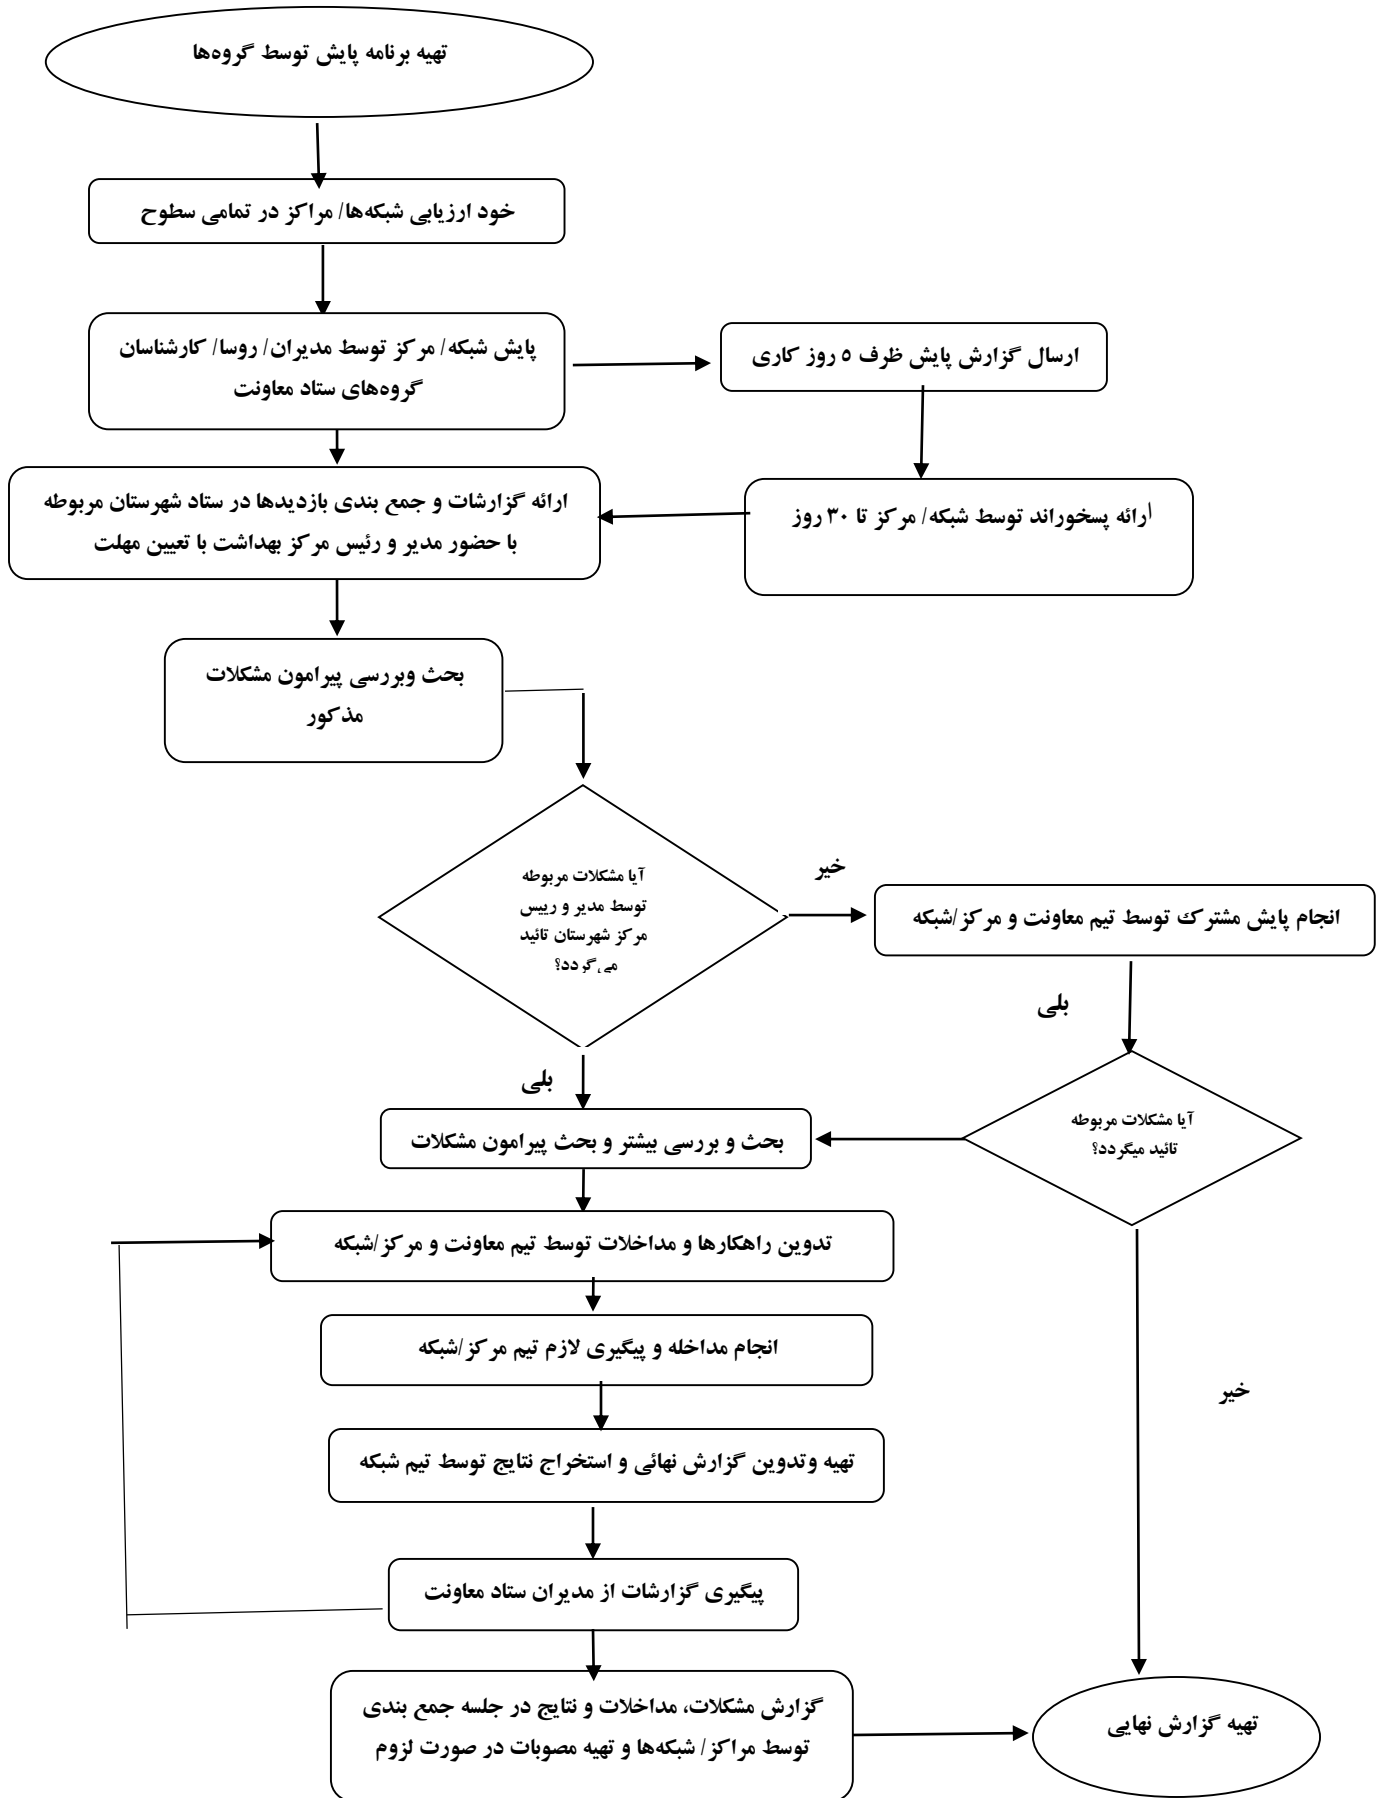 تهیه برنامه پایش توسط گروه‌ها
خود ارزیابی شبکه‌ها/ مراکز در تمامی سطوح
پایش شبکه/ مرکز توسط مدیران/ روسا/ کارشناسان
گروه‌های ستاد معاونت
ارسال گزارش پایش ظرف ۵ روز کاری
أرائه پسخوراند توسط شبکه/ مرکز تا ۳۰ روز
ارائه گزارشات و جمع بندی بازدیدها در ستاد شهرستان مربوطه
با حضور مدیر و رئیس مرکز بهداشت با تعیین مهلت
بحث وبررسی پیرامون مشکلات
مذکور
آیا مشکلات مربوطه
توسط مدیر و رییس
مرکز شهرستان تائید
می‌گردد؟
خیر
انجام پایش مشترک توسط تیم معاونت و مرکز/شبکه
بلی
آیا مشکلات مربوطه
تائید میگردد؟
بلی
بحث و بررسی بیشتر و بحث پیرامون مشکلات
تدوین راهکارها و مداخلات توسط تیم معاونت و مرکز/شبکه
انجام مداخله و پیگیری لازم تیم مرکز/شبکه
خیر
تهیه وتدوین گزارش نهائی و استخراج نتایج توسط تیم شبکه
پیگیری گزارشات از مدیران ستاد معاونت
گزارش مشکلات، مداخلات و نتایج در جلسه جمع بندی
توسط مراکز/ شبکه‌ها و تهیه مصوبات در صورت لزوم
تهیه گزارش نهایی